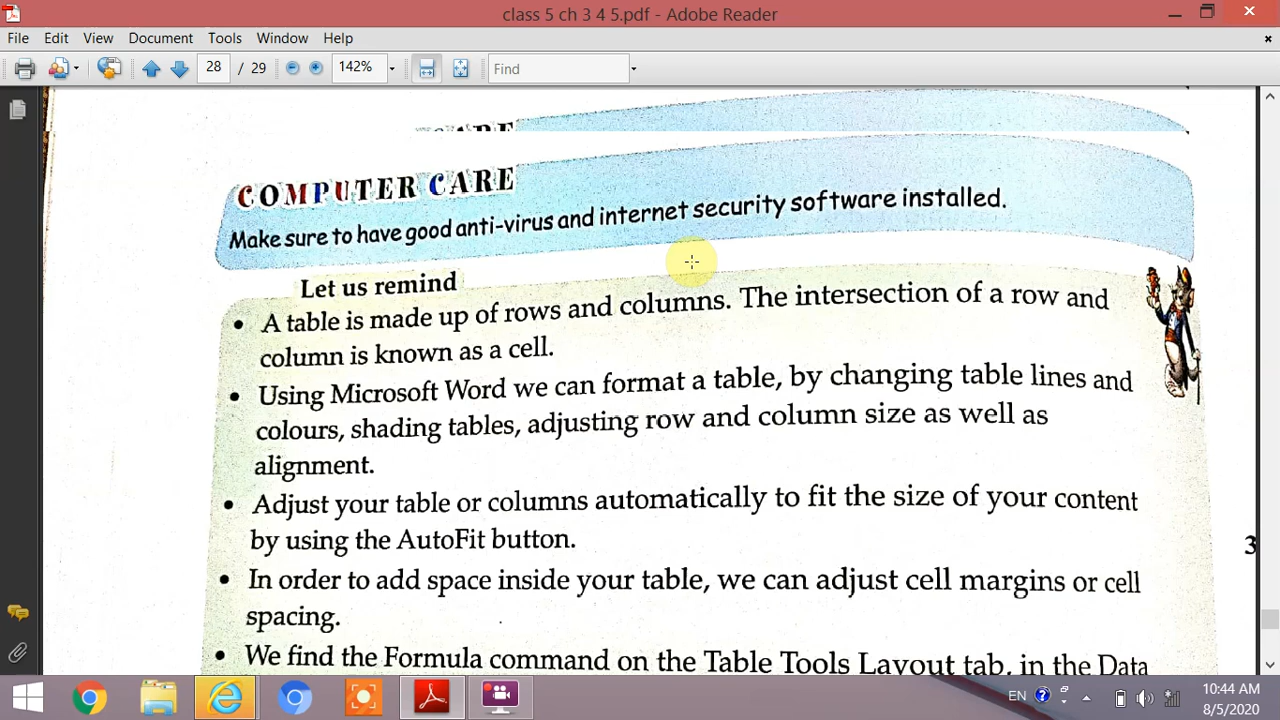 class 5 ch 3 4 5.pdf - Adobe Reader
File Edit View Document Tools Window Help
28 / 29 142% Find
COMPUTER CARE
Make sure to have good anti-virus and internet security software installed.
Let us remind
• A table is made up of rows and columns. The intersection of a row and
column is known as a cell.
• Using Microsoft Word we can format a table, by changing table lines and
colours, shading tables, adjusting row and column size as well as
alignment.
• Adjust your table or columns automatically to fit the size of your content
by using the AutoFit button.
3
• In order to add space inside your table, we can adjust cell margins or cell
spacing.
• We find the Formula command on the Table Tools Layout tab, in the Data
EN 10:44 AM
8/5/2020